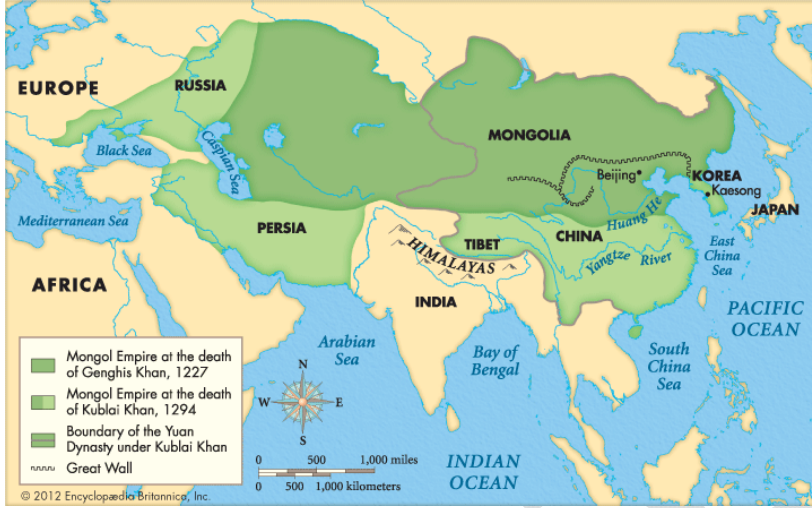 EUROPE
RUSSIA
MONGOLIA
Black Sea
Caspian Sea
Beijing
KOREA
Kaesong
JAPAN
Mediterranean Sea
PERSIA
TIBET
CHINA
Huang He
HIMALAYAS
Yangtze River
East
China
Sea
AFRICA
INDIA
PACIFIC
OCEAN
Arabian
Sea
Bay of
Bengal
South
China
Sea
Mongol Empire at the death
of Genghis Khan, 1227
Mongol Empire at the death
of Kublai Khan, 1294
Boundary of the Yuan
Dynasty under Kublai Khan
Great Wall
N
W E
S
0 500 1,000 miles
0 500 1,000 kilometers
INDIAN
OCEAN
© 2012 Encyclopædia Britannica, Inc.